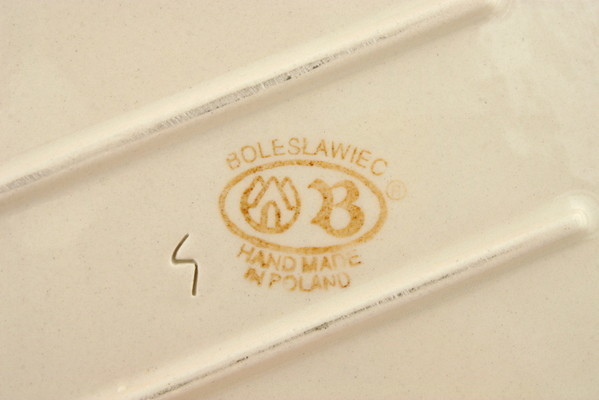 BOLESLAWIEC
B ®
HAND MADE
IN POLAND